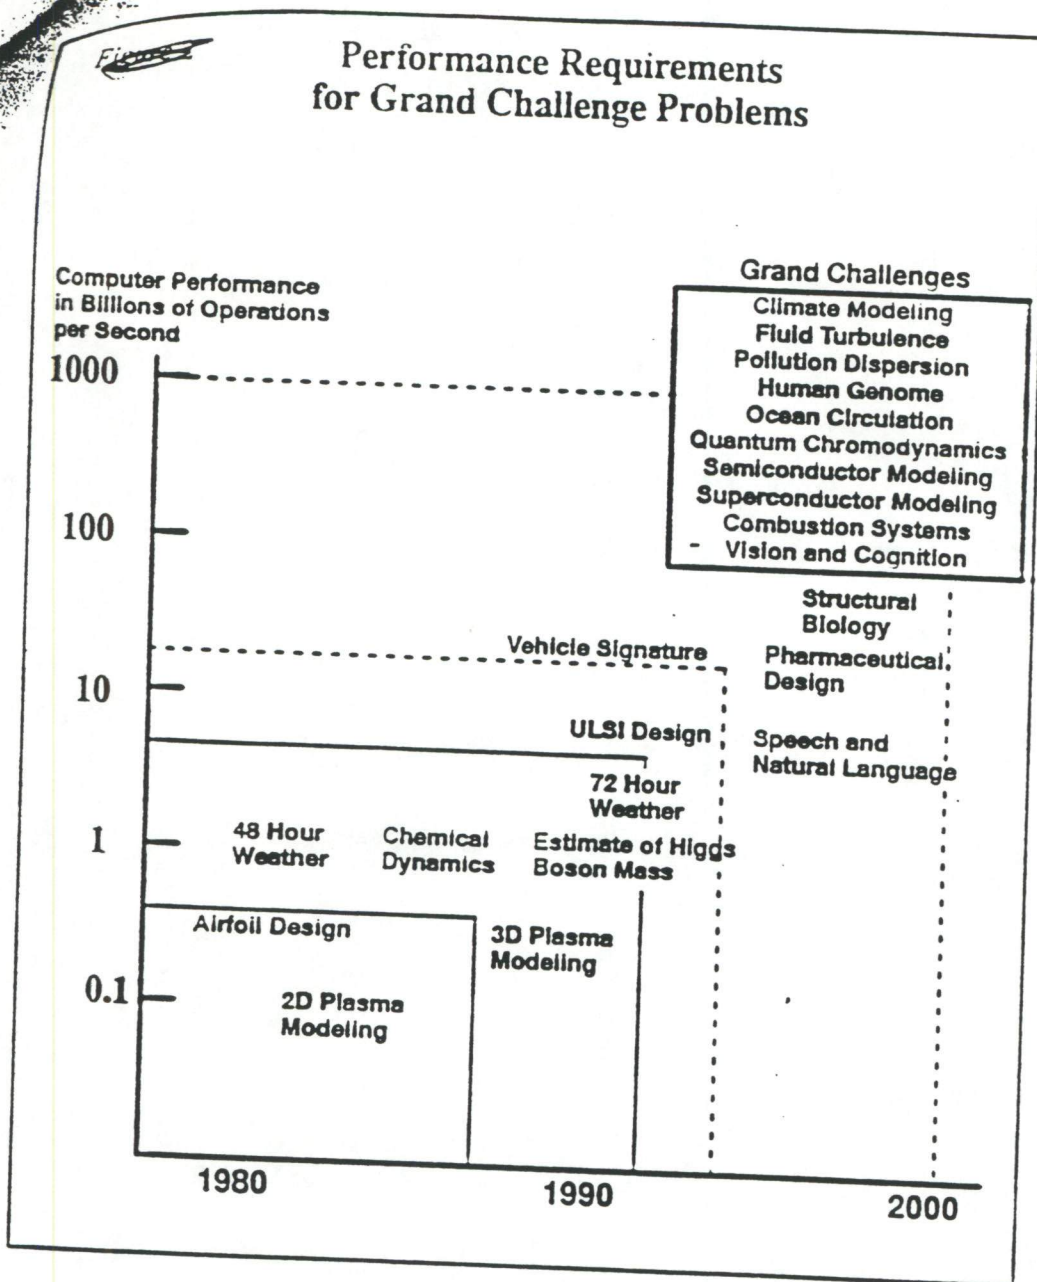 Performance Requirements
for Grand Challenge Problems
Computer Performance
in Billions of Operations
per Second
Grand Challenges
Climate Modeling
Fluid Turbulence
Pollution Dispersion
Human Genome
Ocean Circulation
Quantum Chromodynamics
Semiconductor Modeling
Superconductor Modeling
Combustion Systems
- Vision and Cognition
1000
100
10
1
0.1
Structural
Biology
Vehicle Signature
Pharmaceutical
Design
ULSI Design
Speech and
Natural Language
72 Hour
Weather
48 Hour
Weather
Chemical
Dynamics
Estimate of Higgs
Boson Mass
Airfoil Design
3D Plasma
Modeling
2D Plasma
Modeling
1980
1990
2000